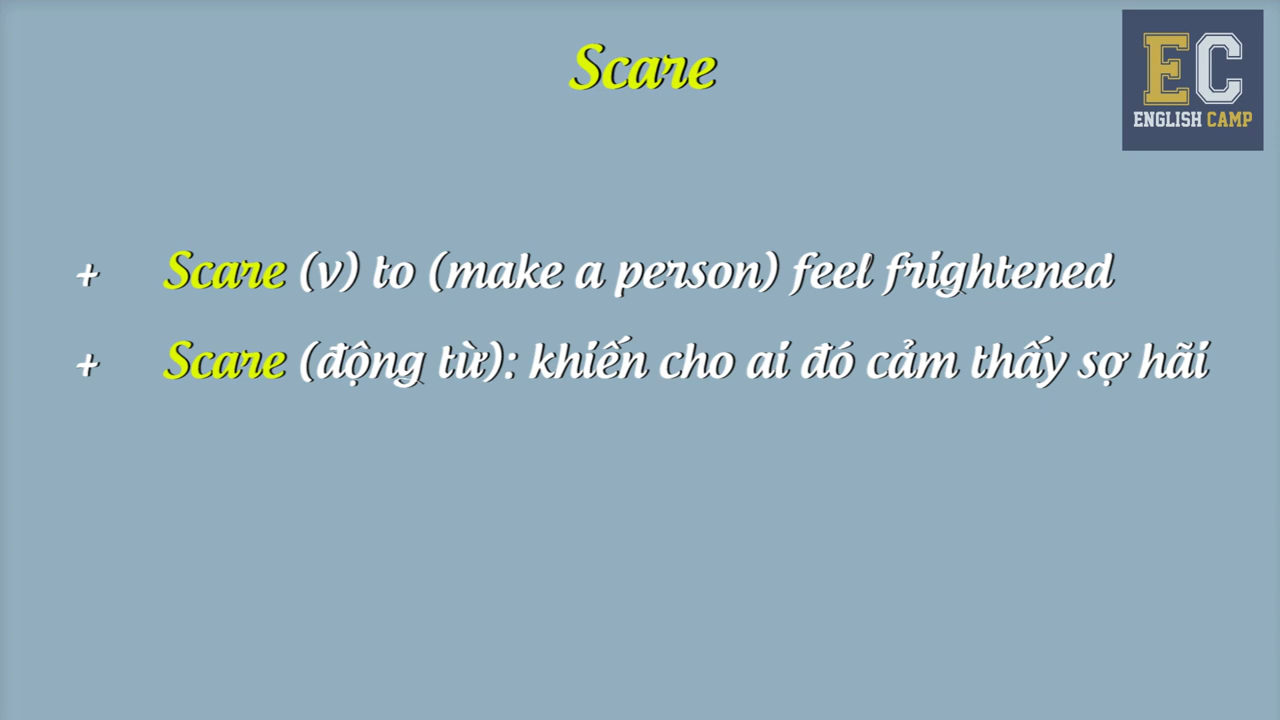 Scare
EC
ENGLISH CAMP
+ Scare (v) to (make a person) feel frightened
+ Scare (động từ): khiến cho ai đó cảm thấy sợ hãi